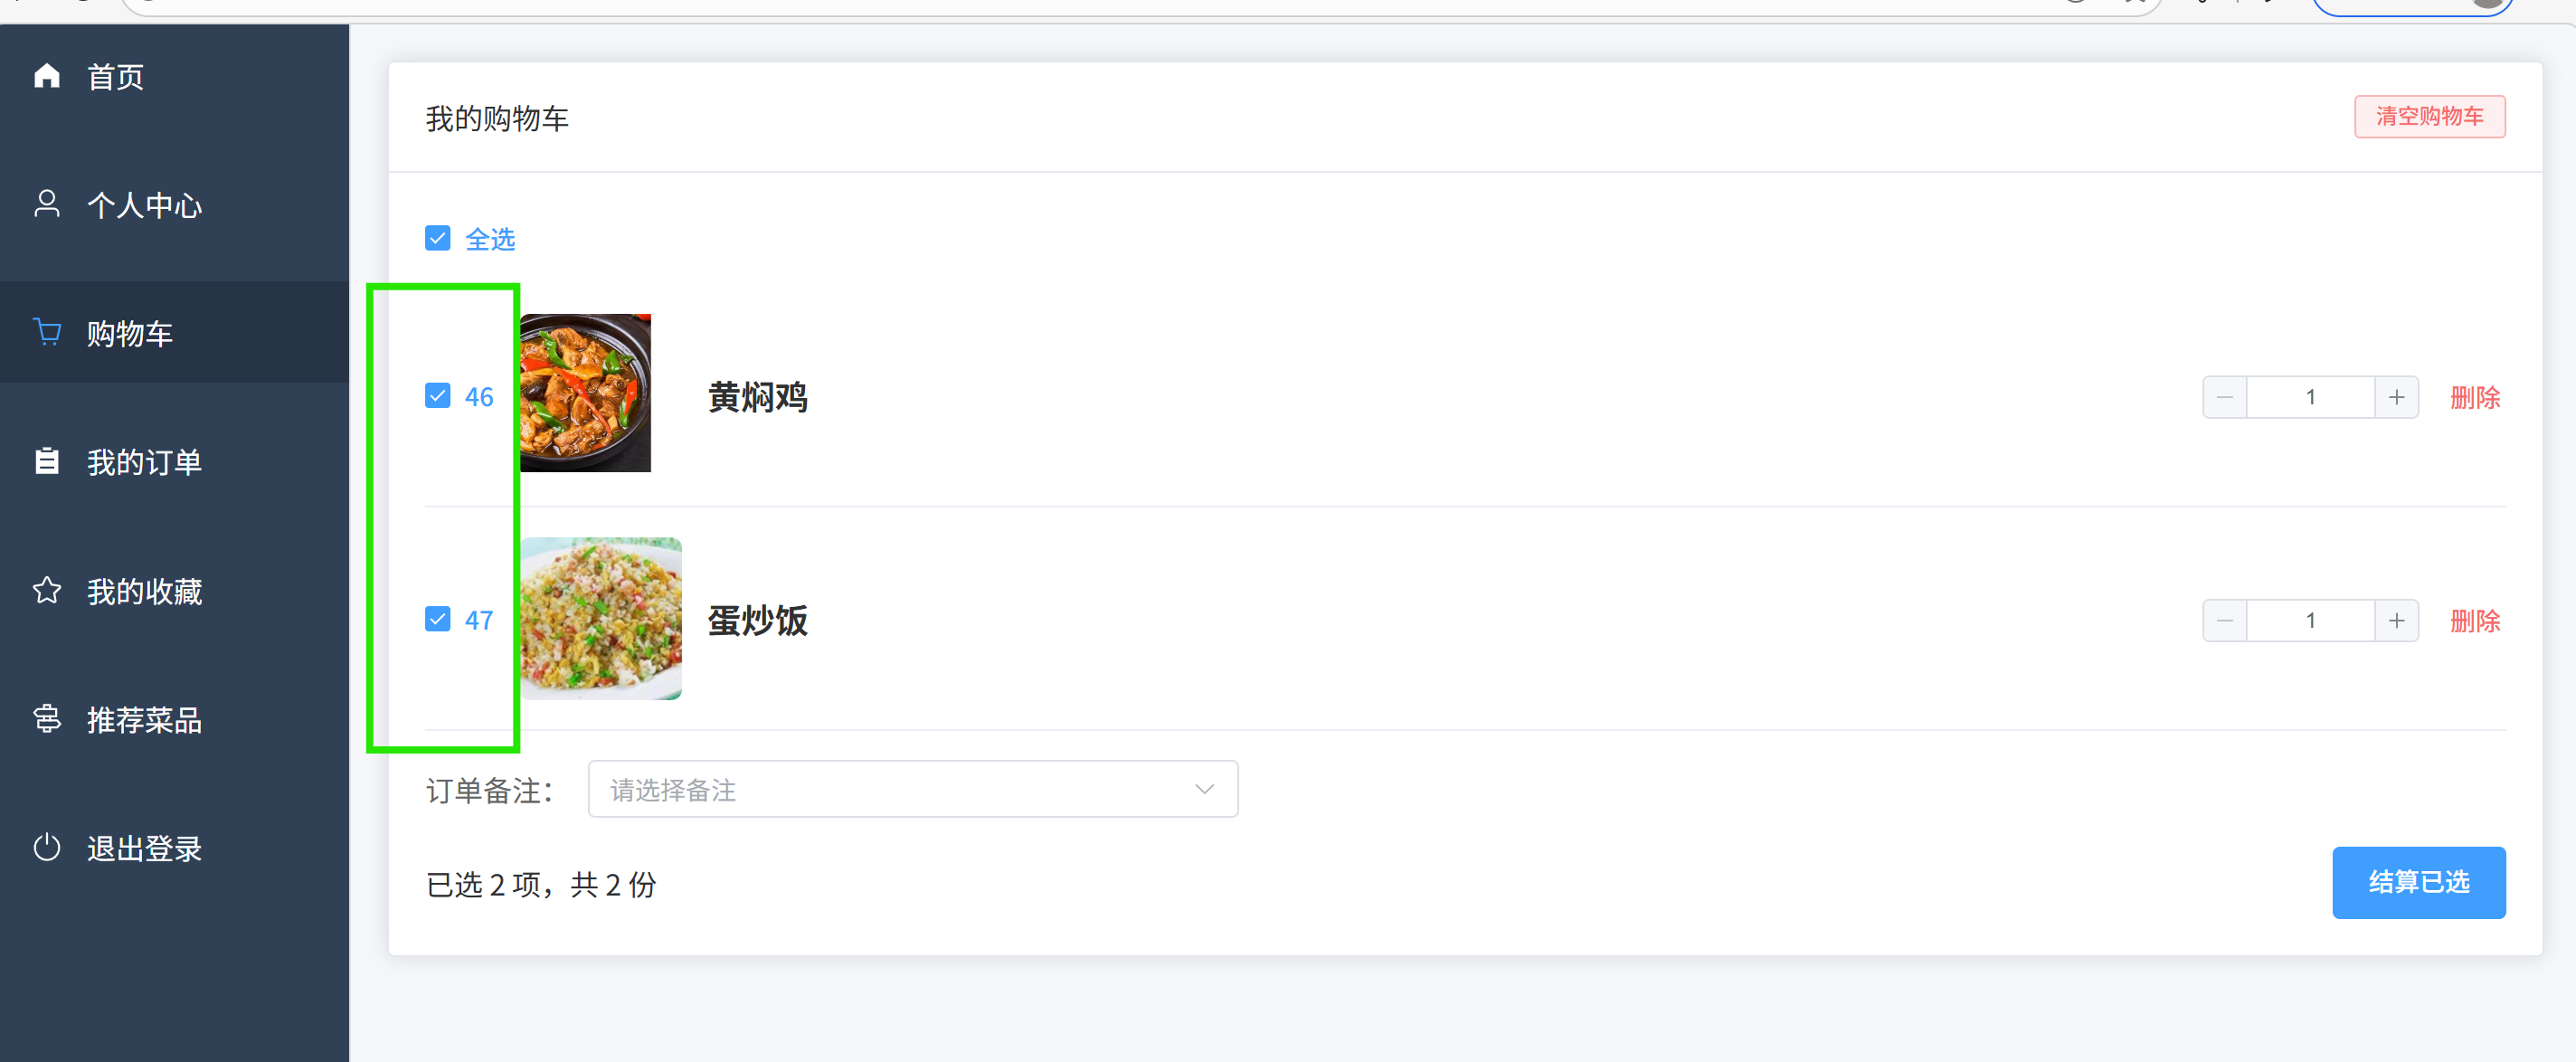 首页
个人中心
购物车
我的订单
我的收藏
推荐菜品
退出登录
我的购物车
清空购物车
全选
46
黄焖鸡
1
删除
47
蛋炒饭
1
删除
订单备注：
请选择备注
已选 2 项，共 2 份
结算已选